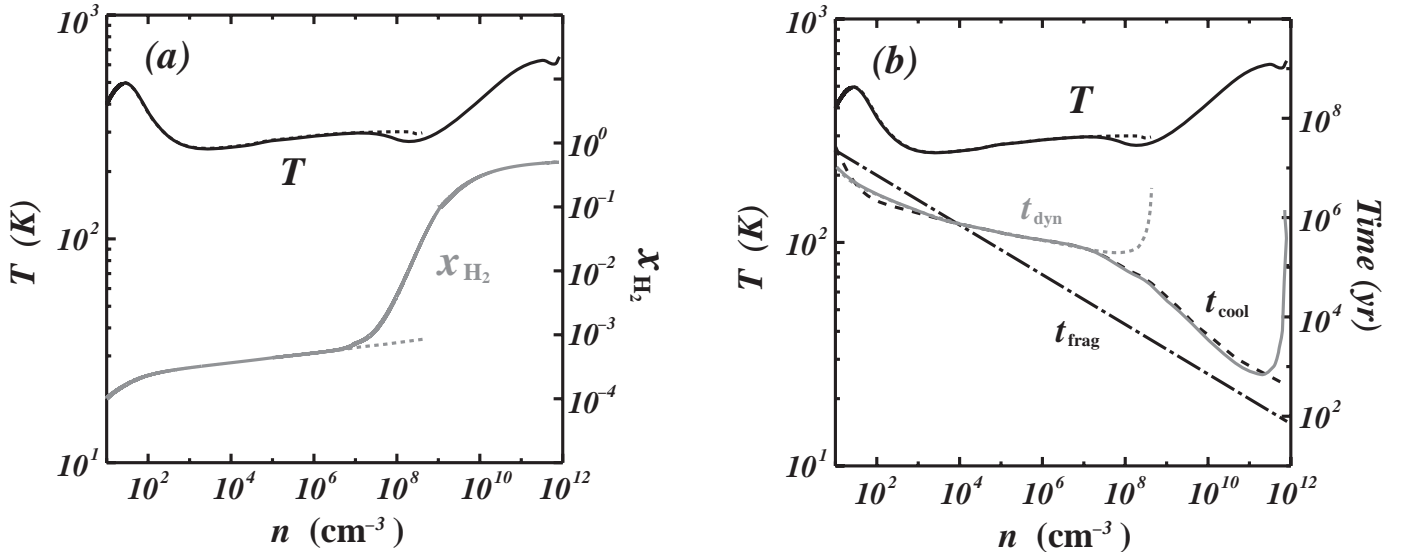 (a)
10³
10²
10¹
T (K)
T
x_H₂
10⁰
10⁻¹
10⁻²
10⁻³
10⁻⁴
x_H₂
10² 10⁴ 10⁶ 10⁸ 10¹⁰ 10¹²
n (cm⁻³)
(b)
10³
10²
10¹
T (K)
T
t_dyn
t_cool
t_frag
10⁸
10⁶
10⁴
10²
Time (yr)
10² 10⁴ 10⁶ 10⁸ 10¹⁰ 10¹²
n (cm⁻³)